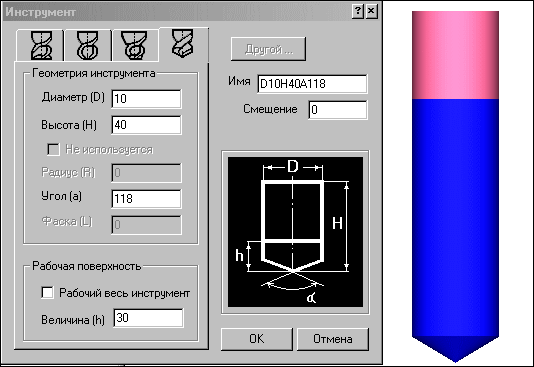 Инструмент
Другой ...
Геометрия инструмента
Имя D10H40A118
Диаметр (D) 10
Смещение 0
Высота (H) 40
Не используется
Радиус (R) 0
Угол (a) 118
Фаска (L) 0
D
H
h
α
Рабочая поверхность
Рабочий весь инструмент
Величина (h) 30
OK
Отмена